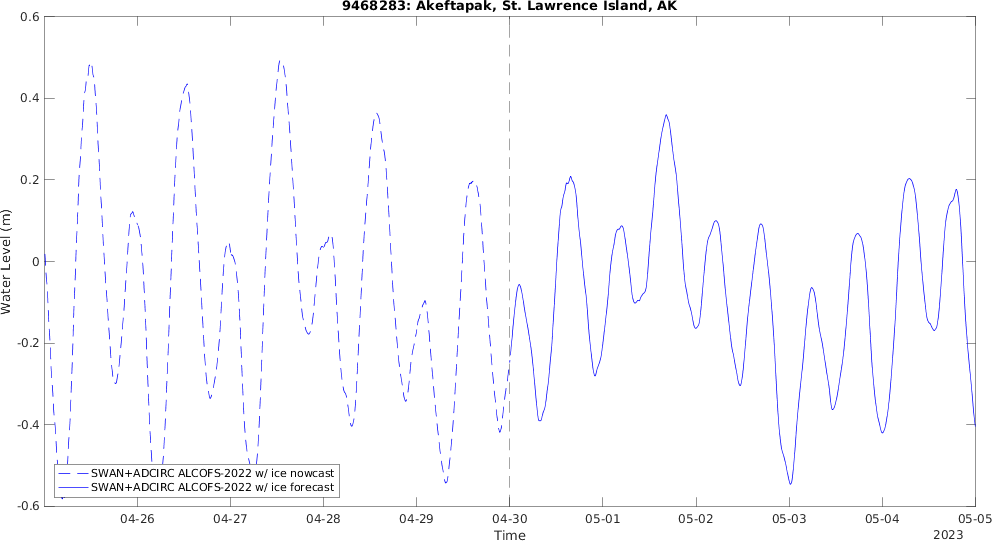 9468283: Akeftapak, St. Lawrence Island, AK
Water Level (m)
0.6
0.4
0.2
0
-0.2
-0.4
-0.6
SWAN+ADCIRC ALCOFS-2022 w/ ice nowcast
SWAN+ADCIRC ALCOFS-2022 w/ ice forecast
04-26 04-27 04-28 04-29 04-30 05-01 05-02 05-03 05-04 05-05
Time
2023